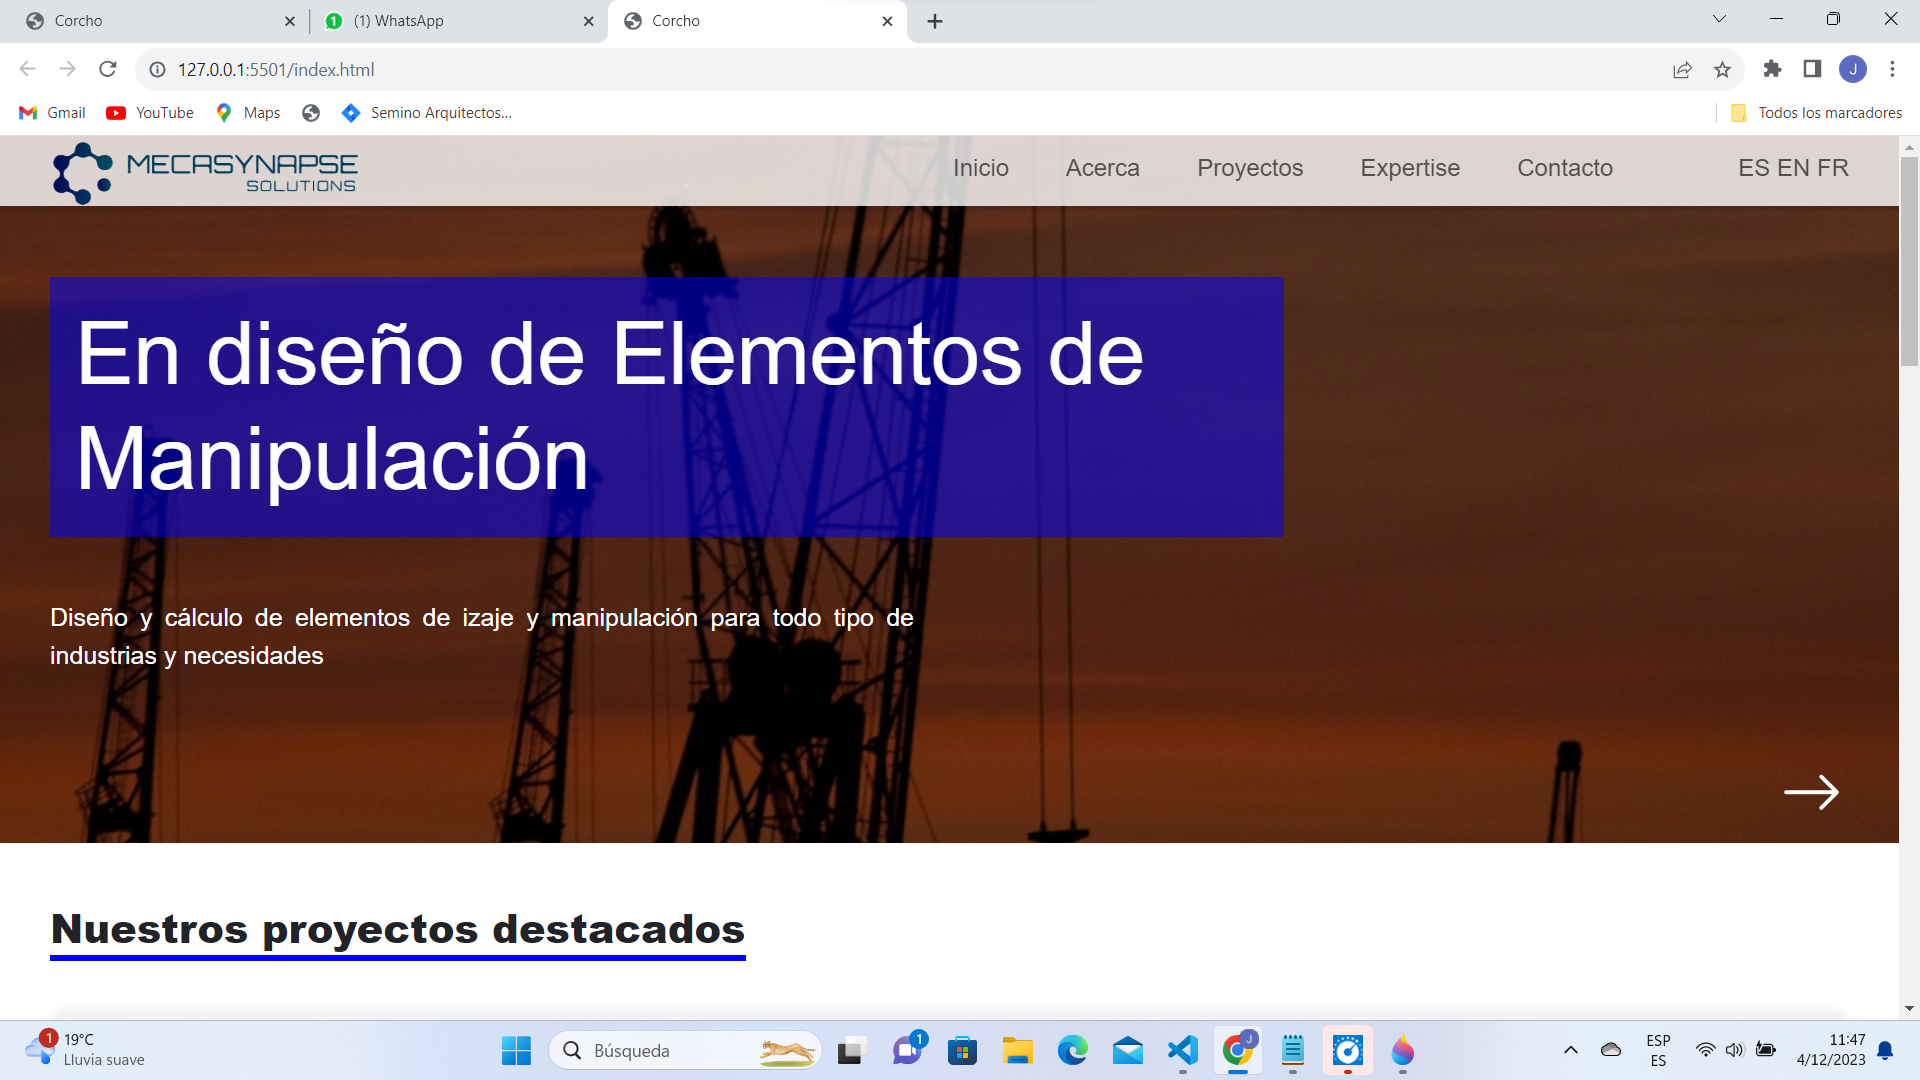 Corcho
(1) WhatsApp
Corcho
127.0.0.1:5501/index.html
J
Gmail
YouTube
Maps
Semino Arquitectos...
Todos los marcadores
MECASYNAPSE
SOLUTIONS
Inicio
Acerca
Proyectos
Expertise
Contacto
ES EN FR
En diseño de Elementos de
Manipulación
Diseño y cálculo de elementos de izaje y manipulación para todo tipo de
industrias y necesidades
Nuestros proyectos destacados
1
19°C
Lluvia suave
Búsqueda
1
J
ESP
ES
11:47
4/12/2023